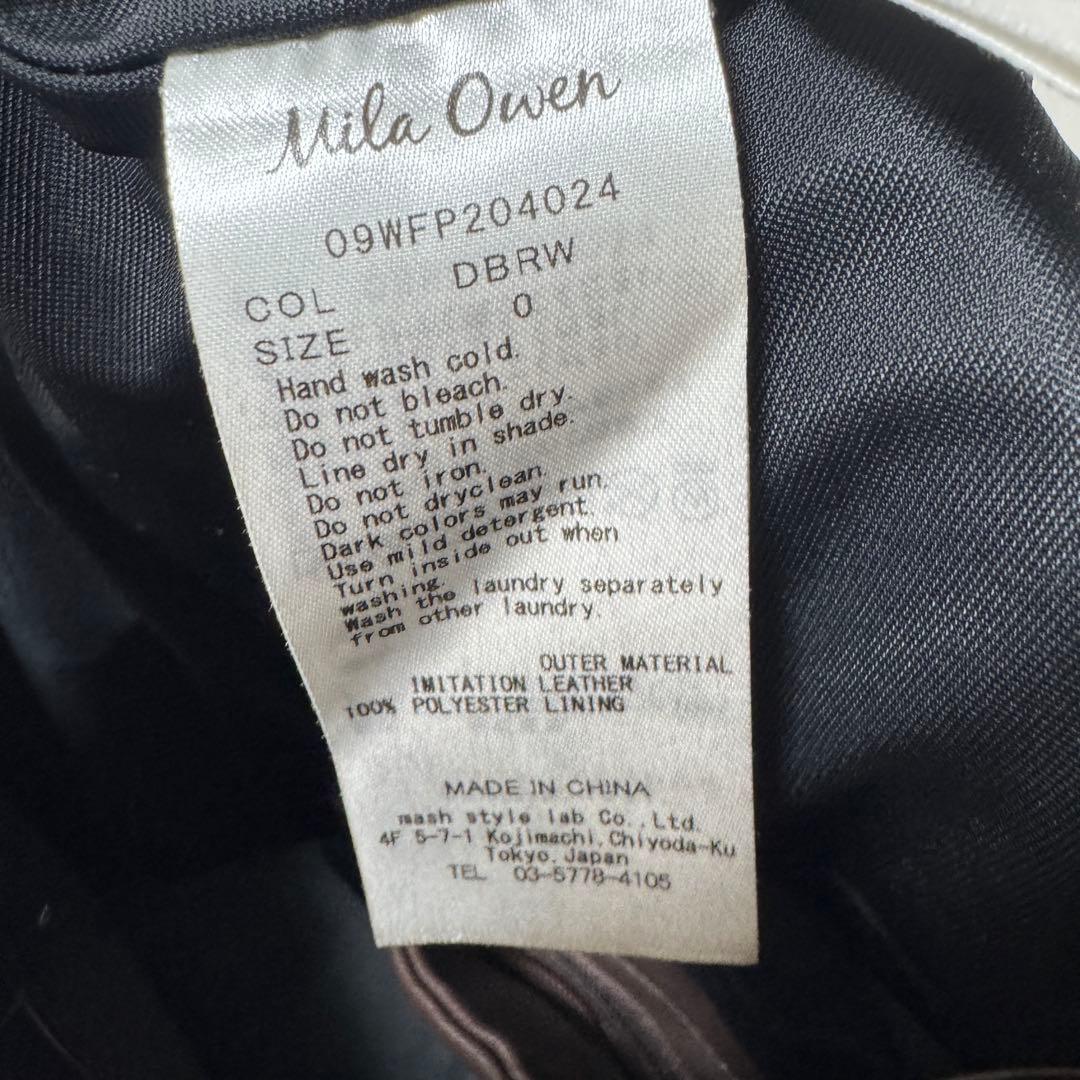 Mila Owen
09WFP204024
COL DBRW
SIZE 0
Hand wash cold.
Do not bleach.
Do not tumble dry.
Line dry in shade.
Do not iron.
Do not dryclean.
Dark colors may run.
Use mild detergent.
Turn inside out when
washing.
Wash the laundry separately
from other laundry.
OUTER MATERIAL
IMITATION LEATHER
100% POLYESTER LINING
MADE IN CHINA
mash style lab Co.,Ltd.
4F 5-7-1 Kojimachi,Chiyoda-Ku
Tokyo,Japan
TEL 03-5778-4105